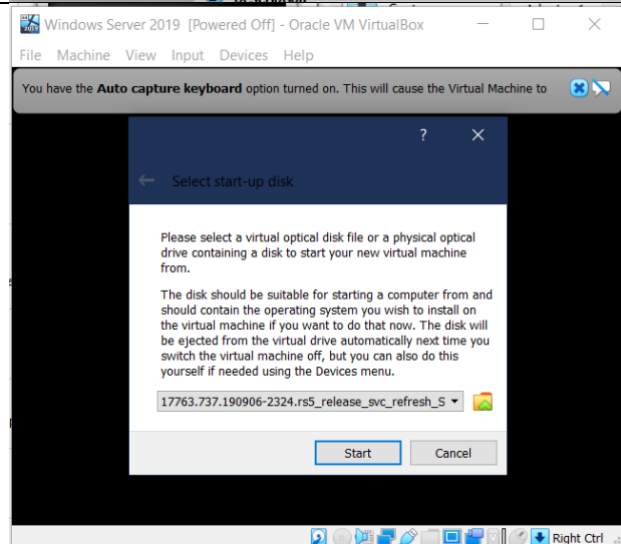 Windows Server 2019 [Powered Off] - Oracle VM VirtualBox
File Machine View Input Devices Help
You have the Auto capture keyboard option turned on. This will cause the Virtual Machine to
?
Select start-up disk
Please select a virtual optical disk file or a physical optical
drive containing a disk to start your new virtual machine
from.
The disk should be suitable for starting a computer from and
should contain the operating system you wish to install on
the virtual machine if you want to do that now. The disk will
be ejected from the virtual drive automatically next time you
switch the virtual machine off, but you can also do this
yourself if needed using the Devices menu.
17763.737.190906-2324.rs5_release_svc_refresh_S
Start Cancel
Right Ctrl